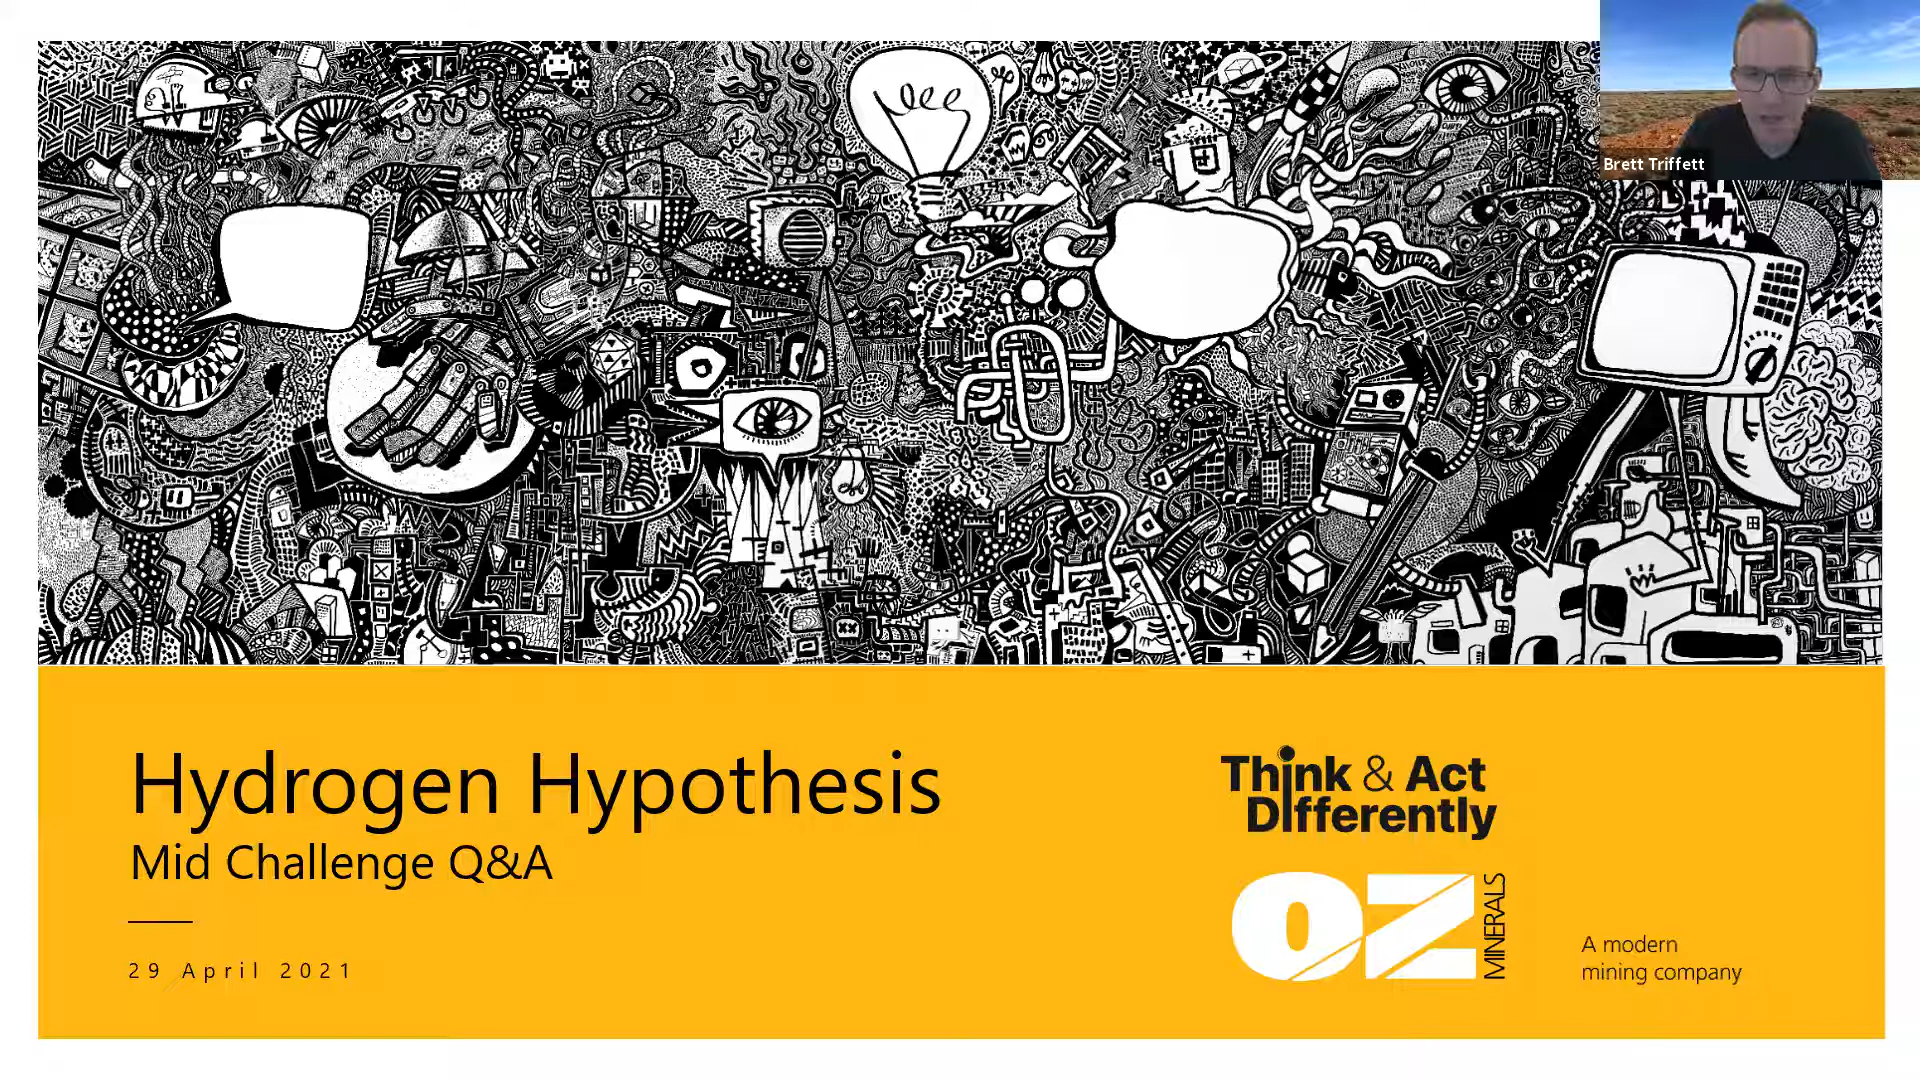 Brett Triffett
Hydrogen Hypothesis
Mid Challenge Q&A
29 April 2021
Think & Act
Differently
OZ
MINERALS
A modern
mining company